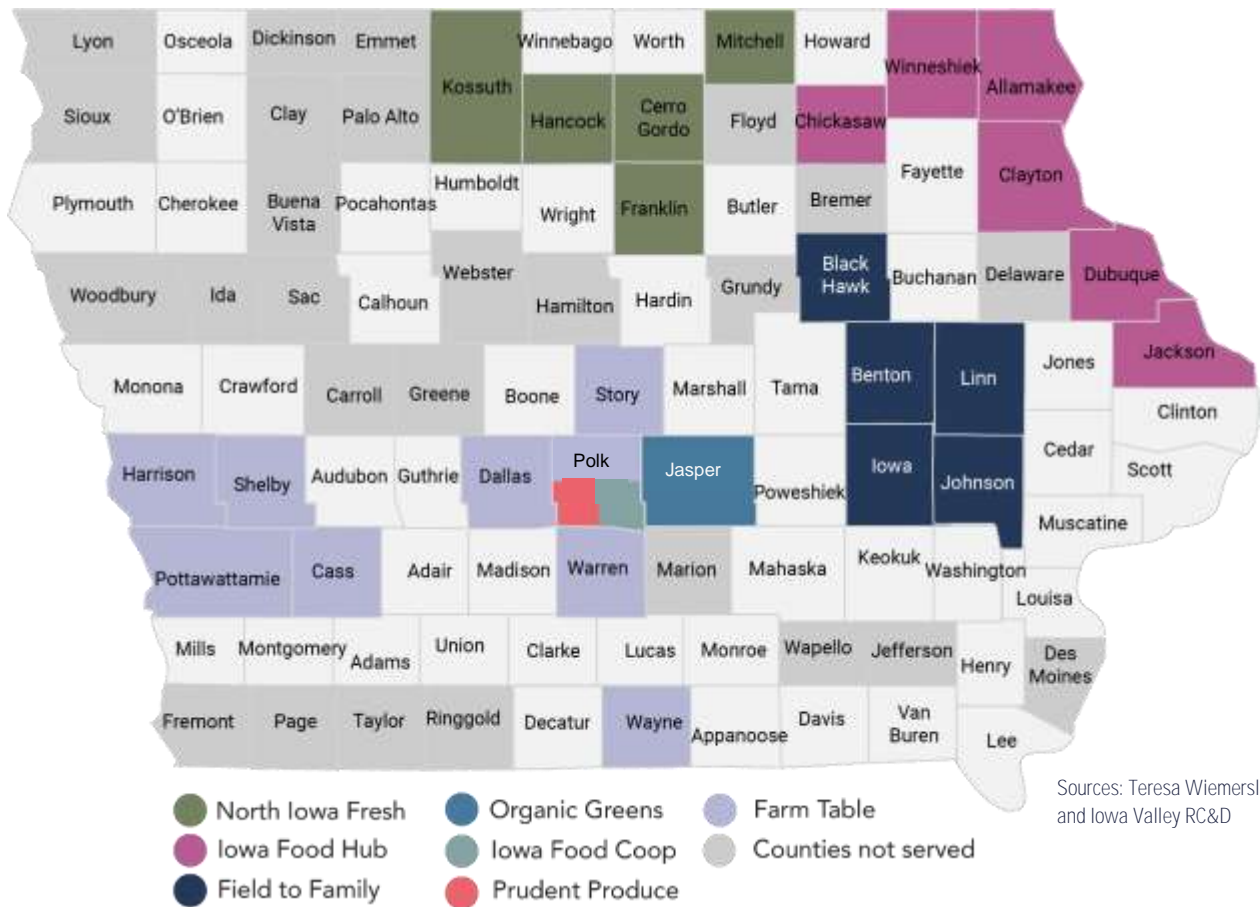 Lyon
Osceola
Dickinson
Emmet
Winnebago
Worth
Mitchell
Howard
Winneshiek
Allamakee
Kossuth
Sioux
O'Brien
Clay
Palo Alto
Hancock
Cerro
Gordo
Floyd
Chickasaw
Fayette
Clayton
Plymouth
Cherokee
Buena
Vista
Pocahontas
Humboldt
Wright
Franklin
Butler
Bremer
Woodbury
Ida
Sac
Calhoun
Webster
Hamilton
Hardin
Grundy
Black
Hawk
Buchanan
Delaware
Dubuque
Monona
Crawford
Carroll
Greene
Boone
Story
Marshall
Tama
Benton
Linn
Jones
Jackson
Clinton
Harrison
Shelby
Audubon
Guthrie
Dallas
Polk
Jasper
Poweshiek
Iowa
Johnson
Cedar
Scott
Muscatine
Pottawattamie
Cass
Adair
Madison
Warren
Marion
Mahaska
Keokuk
Washington
Louisa
Mills
Montgomery
Adams
Union
Clarke
Lucas
Monroe
Wapello
Jefferson
Henry
Des
Moines
Fremont
Page
Taylor
Ringgold
Decatur
Wayne
Appanoose
Davis
Van
Buren
Lee
North Iowa Fresh
Iowa Food Hub
Field to Family
Organic Greens
Iowa Food Coop
Prudent Produce
Farm Table
Counties not served
Sources: Teresa Wiemersl
and Iowa Valley RC&D